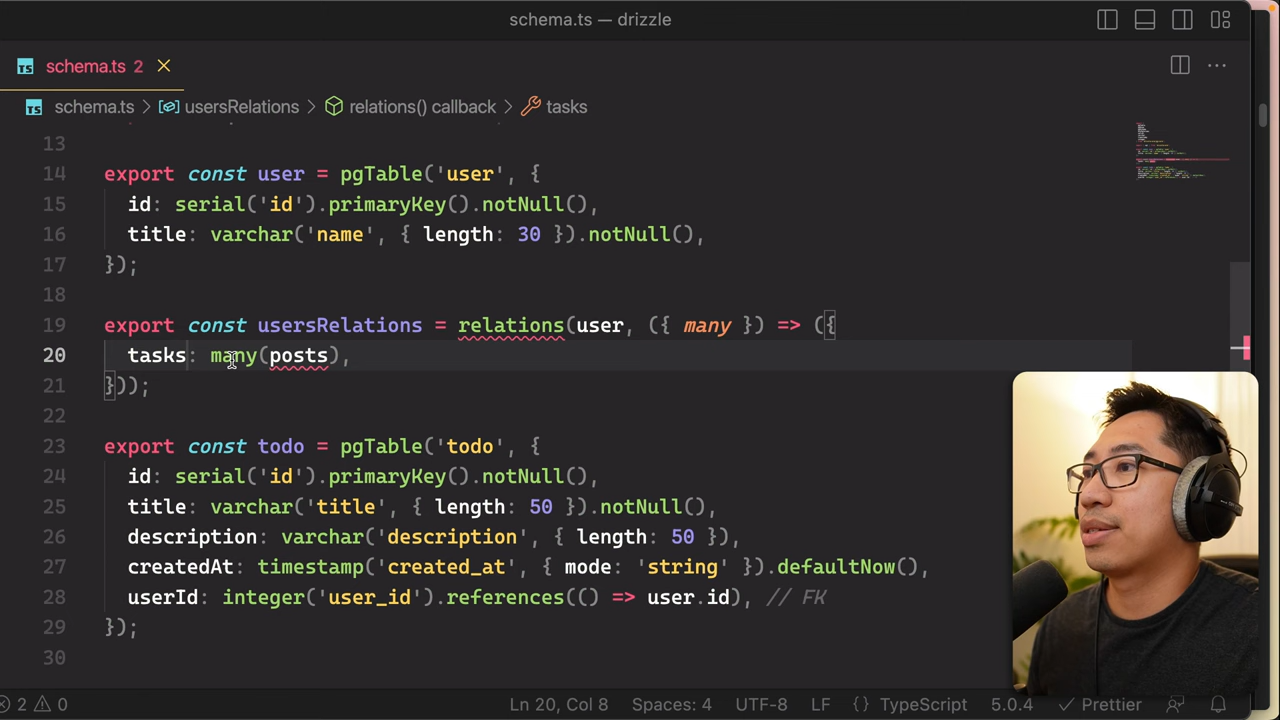 schema.ts — drizzle
TS schema.ts 2
TS schema.ts > usersRelations > relations() callback > tasks
13
14 export const user = pgTable('user', {
15 id: serial('id').primaryKey().notNull(),
16 title: varchar('name', { length: 30 }).notNull(),
17 });
18
19 export const usersRelations = relations(user, ({ many }) => ({
20 tasks: many(posts),
21 }));
22
23 export const todo = pgTable('todo', {
24 id: serial('id').primaryKey().notNull(),
25 title: varchar('title', { length: 50 }).notNull(),
26 description: varchar('description', { length: 50 }),
27 createdAt: timestamp('created_at', { mode: 'string' }).defaultNow(),
28 userId: integer('user_id').references(() => user.id), // FK
29 });
30
2 0 Ln 20, Col 8 Spaces: 4 UTF-8 LF {} TypeScript 5.0.4 Prettier